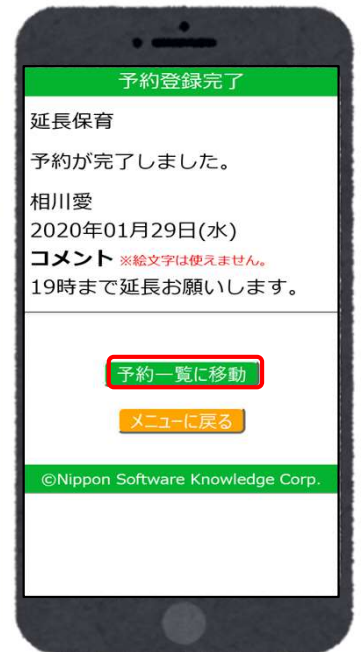 予約登録完了
延長保育
予約が完了しました。
相川愛
2020年01月29日(水)
コメント ※絵文字は使えません。
19時まで延長お願いします。
予約一覧に移動
メニューに戻る
©Nippon Software Knowledge Corp.